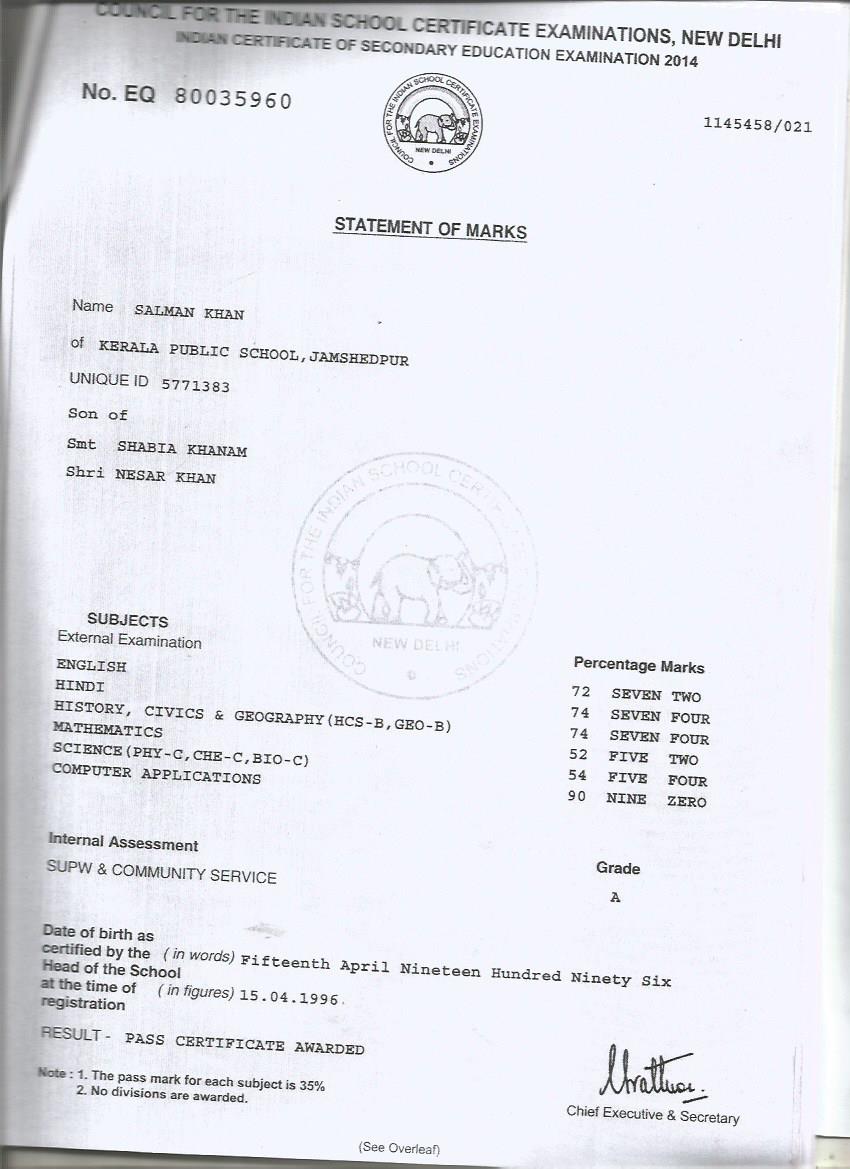 COUNCIL FOR THE INDIAN SCHOOL CERTIFICATE EXAMINATIONS, NEW DELHI
INDIAN CERTIFICATE OF SECONDARY EDUCATION EXAMINATION 2014
No. EQ 80035960
COUNCIL FOR THE INDIAN SCHOOL CERTIFICATE EXAMINATIONS
NEW DELHI
1145458/021
STATEMENT OF MARKS
Name SALMAN KHAN
of KERALA PUBLIC SCHOOL,JAMSHEDPUR
UNIQUE ID 5771383
Son of
Smt SHABIA KHANAM
Shri NESAR KHAN
COUNCIL FOR THE INDIAN SCHOOL CERTIFICATE EXAMINATIONS
NEW DELHI
SUBJECTS
External Examination
Percentage Marks
ENGLISH 72 SEVEN TWO
HINDI 74 SEVEN FOUR
HISTORY, CIVICS & GEOGRAPHY(HCS-B,GEO-B) 74 SEVEN FOUR
MATHEMATICS 52 FIVE TWO
SCIENCE(PHY-C,CHE-C,BIO-C) 54 FIVE FOUR
COMPUTER APPLICATIONS 90 NINE ZERO
Internal Assessment Grade
SUPW & COMMUNITY SERVICE A
Date of birth as
certified by the (in words) Fifteenth April Nineteen Hundred Ninety Six
Head of the School
at the time of (in figures) 15.04.1996.
registration
RESULT - PASS CERTIFICATE AWARDED
Note : 1. The pass mark for each subject is 35%
2. No divisions are awarded.
Chief Executive & Secretary
(See Overleaf)